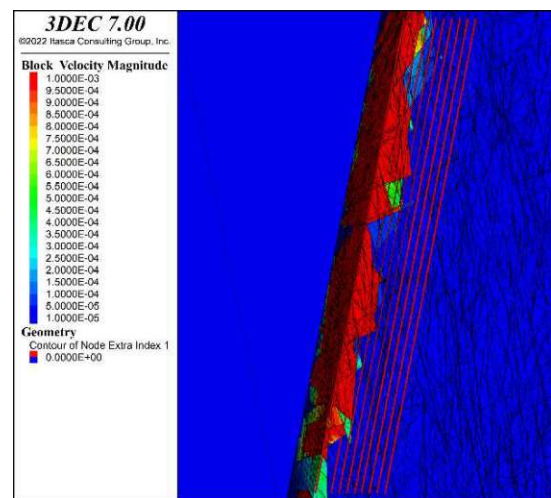 3DEC 7.00
©2022 Itasca Consulting Group, Inc.
Block Velocity Magnitude
1.0000E-03
9.5000E-04
9.0000E-04
8.5000E-04
8.0000E-04
7.5000E-04
7.0000E-04
6.5000E-04
6.0000E-04
5.5000E-04
5.0000E-04
4.5000E-04
4.0000E-04
3.5000E-04
3.0000E-04
2.5000E-04
2.0000E-04
1.5000E-04
1.0000E-04
5.0000E-05
1.0000E-05
Geometry
Contour of Node Extra Index 1
0.0000E+00